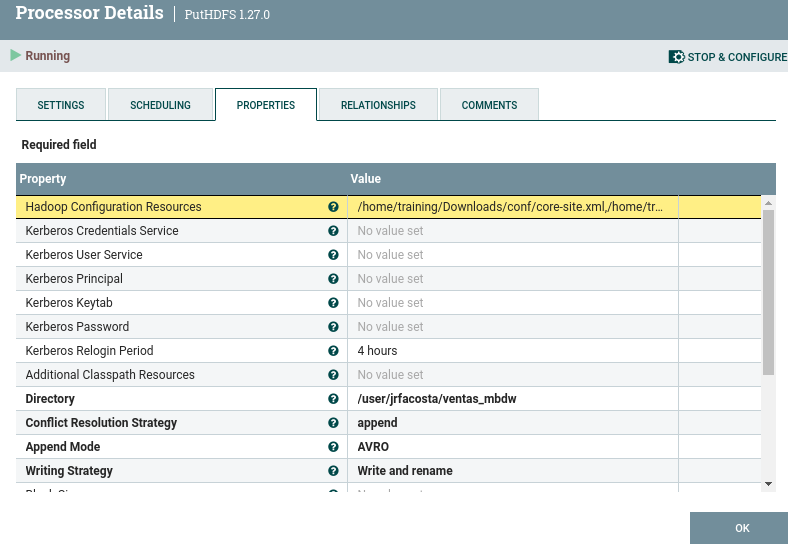 Processor Details | PutHDFS 1.27.0
Running
STOP & CONFIGURE
SETTINGS SCHEDULING PROPERTIES RELATIONSHIPS COMMENTS
Required field
Property Value
Hadoop Configuration Resources /home/training/Downloads/conf/core-site.xml,/home/tr...
Kerberos Credentials Service No value set
Kerberos User Service No value set
Kerberos Principal No value set
Kerberos Keytab No value set
Kerberos Password No value set
Kerberos Relogin Period 4 hours
Additional Classpath Resources No value set
Directory /user/jrfacosta/ventas_mbdw
Conflict Resolution Strategy append
Append Mode AVRO
Writing Strategy Write and rename
OK